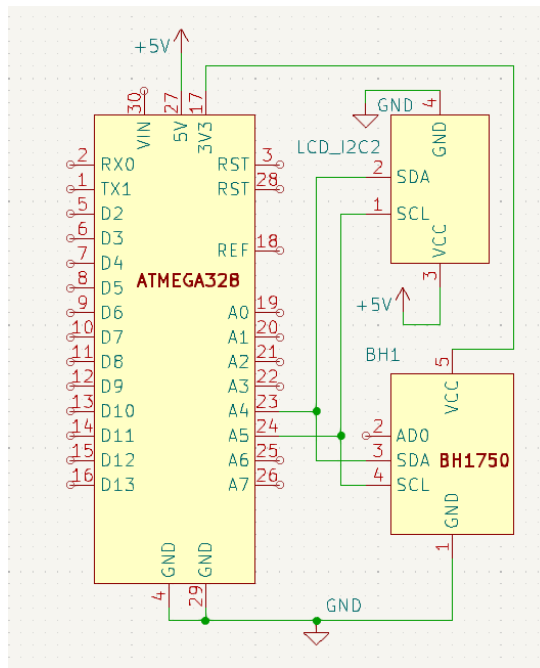 +5V
30 27 17
VIN 5V 3V3
2 RX0 RST 3
1 TX1 RST 28
5 D2
6 D3 REF 18
7 D4
ATMEGA328
8 D5
9 D6 A0 19
10 D7 A1 20
11 D8 A2 21
12 D9 A3 22
13 D10 A4 23
14 D11 A5 24
15 D12 A6 25
16 D13 A7 26
GND GND
4 29
GND
GND 4
LCD_I2C2 GND
2 SDA
1 SCL
VCC
3
+5V
BH1
5
VCC
2 ADO
3 SDA BH1750
4 SCL
GND
1